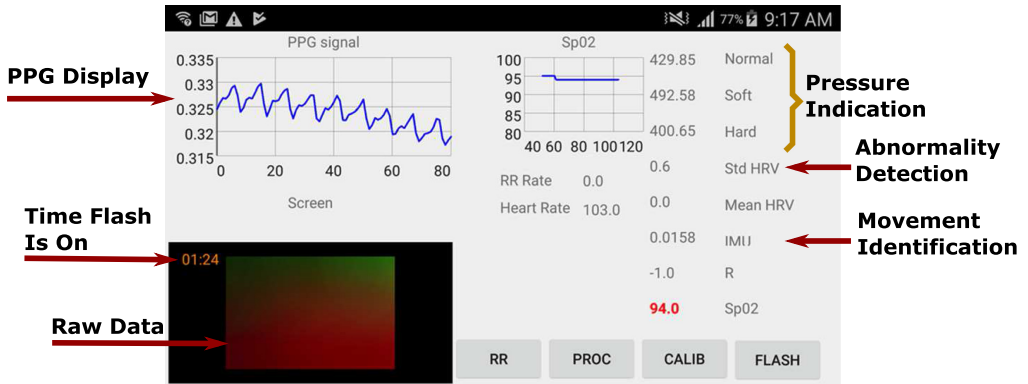 77% 9:17 AM
PPG signal
0.335
0.33
0.325
0.32
0.315
0 20 40 60 80
Screen
01:24
Sp02
100
95
90
85
80
40 60 80 100 120
RR Rate 0.0
Heart Rate 103.0
429.85 Normal
492.58 Soft
400.65 Hard
0.6 Std HRV
0.0 Mean HRV
0.0158 IMU
-1.0 R
94.0 Sp02
RR PROC CALIB FLASH
PPG Display
Time Flash
Is On
Raw Data
Pressure
Indication
Abnormality
Detection
Movement
Identification